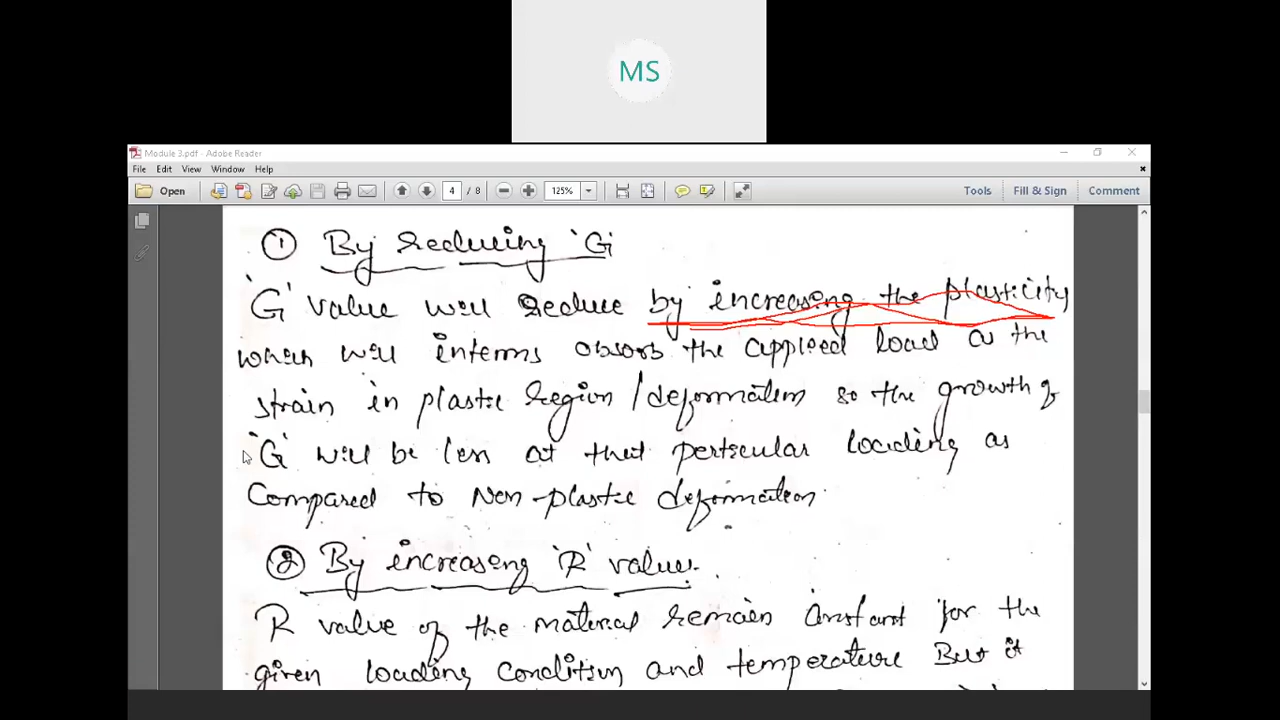 MS
Module 3.pdf - Adobe Reader
File Edit View Window Help
Open 4 / 8 125% Tools Fill & Sign Comment
① By reducing 'G
'G' value will reduce by increasing the plasticity
which will interms absorb the applied load as the
strain in plastic region/deformation so the growth of
'G' will be less at that perticular loading as
Compared to Non-plastic deformation
② By increasing 'R' value.
R value of the material remain constant for the
given loading condition and temperature But it